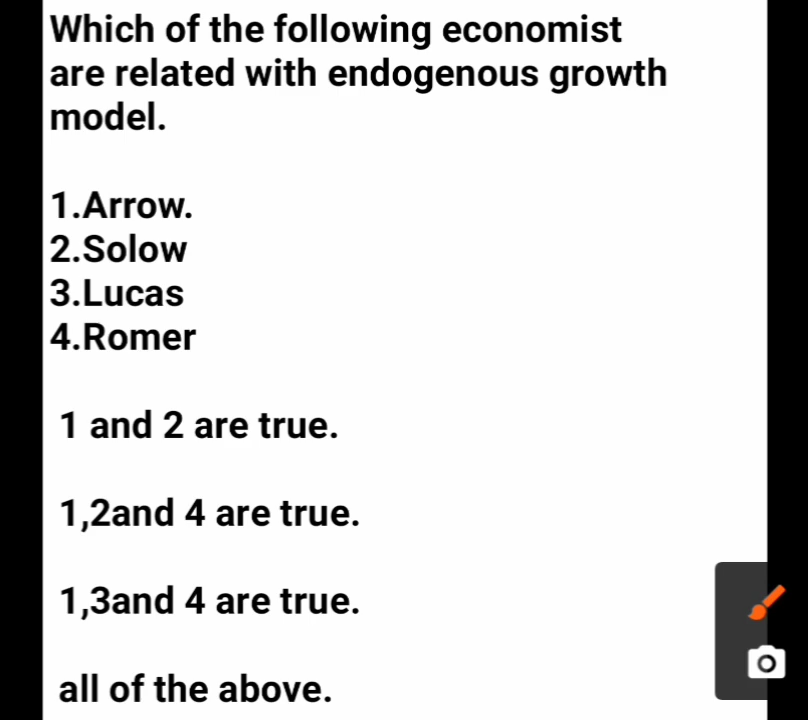 Which of the following economist
are related with endogenous growth
model.
1.Arrow.
2.Solow
3.Lucas
4.Romer
1 and 2 are true.
1,2and 4 are true.
1,3and 4 are true.
all of the above.